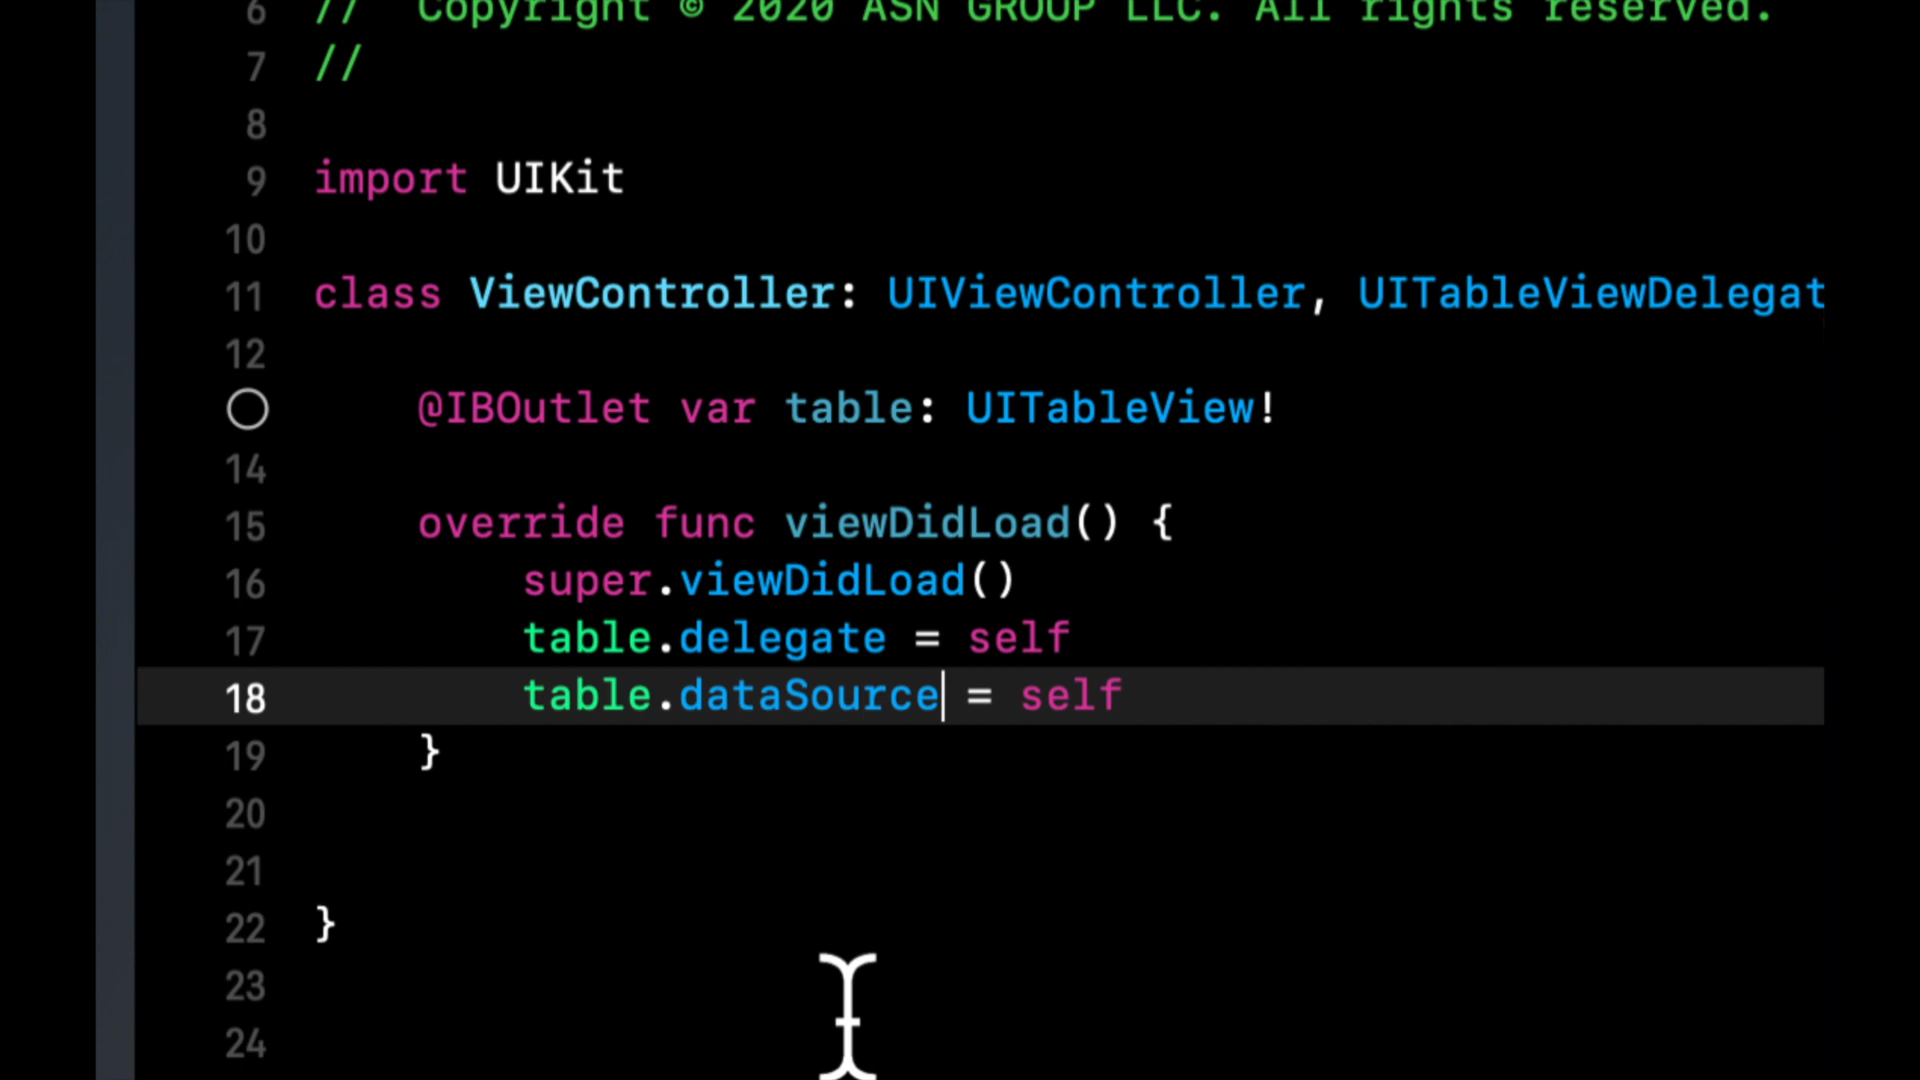 6 // Copyright © 2020 ASN GROUP LLC. All rights reserved.
7 //
8
9 import UIKit
10
11 class ViewController: UIViewController, UITableViewDelegat
12
@IBOutlet var table: UITableView!
14
15 override func viewDidLoad() {
16 super.viewDidLoad()
17 table.delegate = self
18 table.dataSource = self
19 }
20
21
22 }
23
24